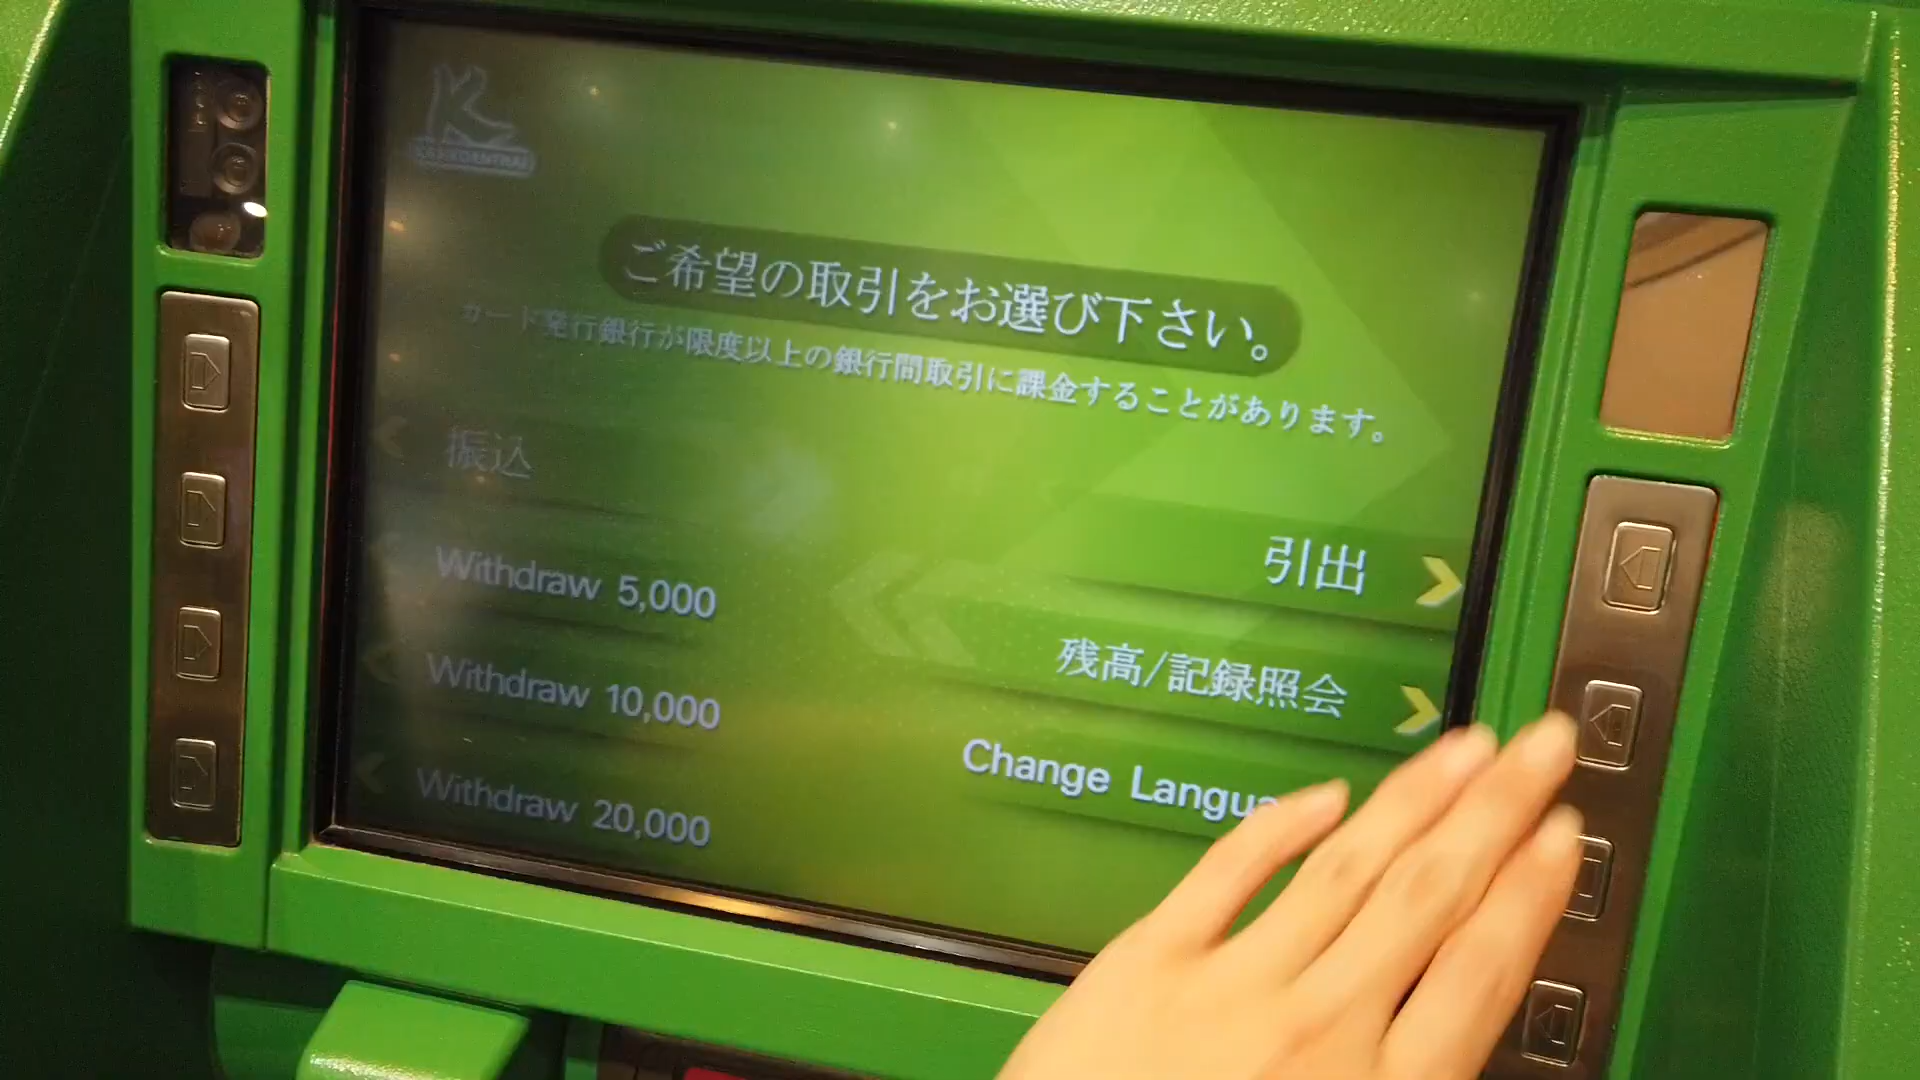 ご希望の取引をお選び下さい。
カード発行銀行が限度以上の銀行間取引に課金することがあります。
振込
引出
Withdraw 5,000
残高/記録照会
Withdraw 10,000
Change
Withdraw 20,000